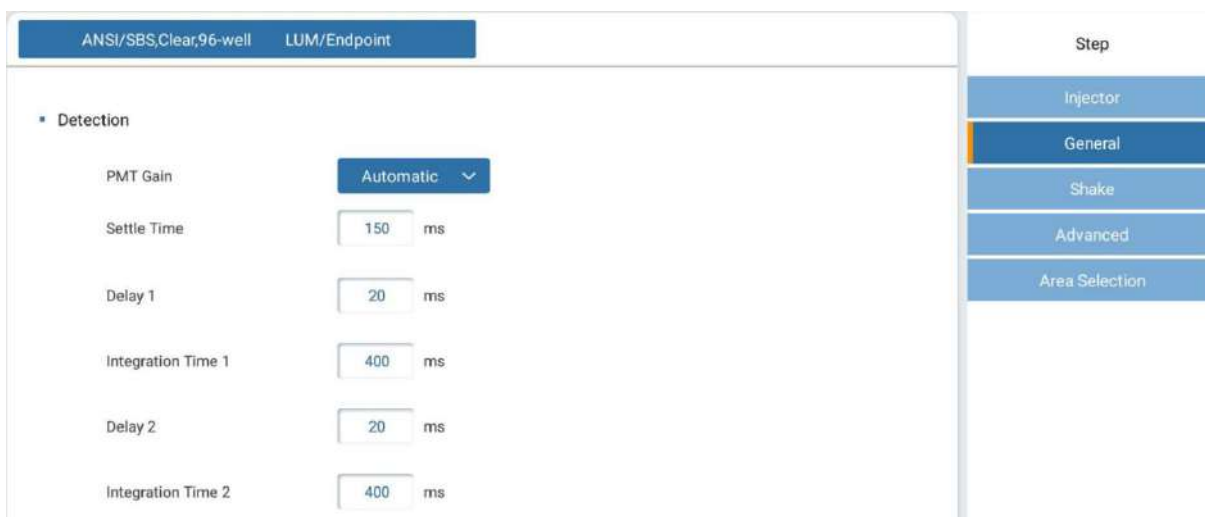 ANSI/SBS,Clear,96-well LUM/Endpoint
Detection
PMT Gain Automatic
Settle Time 150 ms
Delay 1 20 ms
Integration Time 1 400 ms
Delay 2 20 ms
Integration Time 2 400 ms
Step
Injector
General
Shake
Advanced
Area Selection